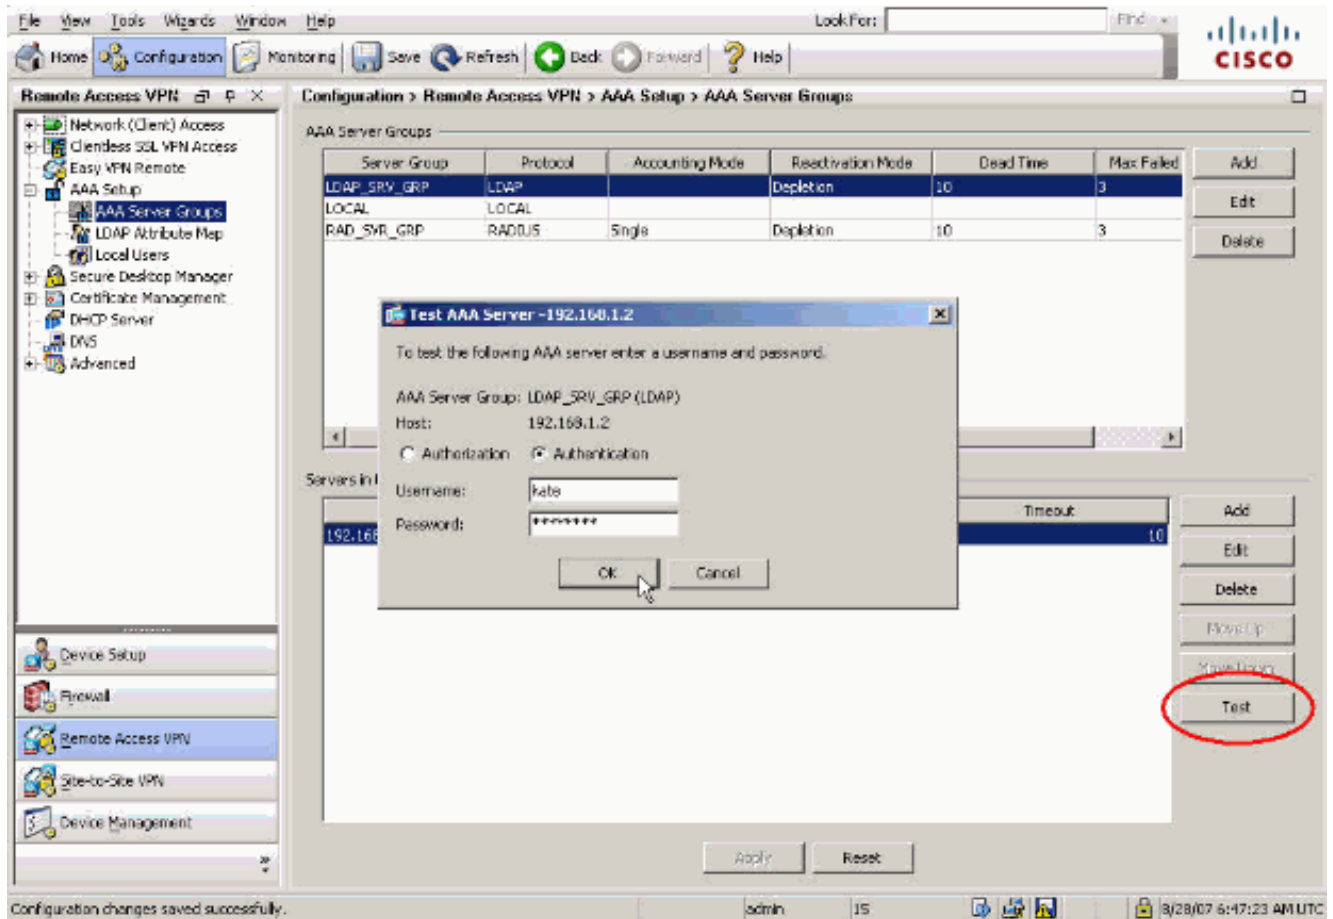 File View Tools Wizards Window Help Look For: Find
Home Configuration Monitoring Save Refresh Back Forward Help
CISCO
Remote Access VPN
Network (Client) Access
Clientless SSL VPN Access
Easy VPN Remote
AAA Setup
AAA Server Groups
LDAP Attribute Map
Local Users
Secure Desktop Manager
Certificate Management
DHCP Server
DNS
Advanced
Device Setup
Firewall
Remote Access VPN
Site-to-Site VPN
Device Management
Configuration > Remote Access VPN > AAA Setup > AAA Server Groups
AAA Server Groups
Server Group Protocol Accounting Mode Reactivation Mode Dead Time Max Failed
LDAP_SRV_GRP LDAP Depletion 10 3
LOCAL LOCAL
RAD_SVR_GRP RADIUS Single Depletion 10 3
Add
Edit
Delete
Test AAA Server -192.168.1.2
To test the following AAA server enter a username and password.
AAA Server Group: LDAP_SRV_GRP (LDAP)
Host: 192.168.1.2
Authorization Authentication
Username: kate
Password: ********
OK Cancel
Servers in
Timeout
192.168 10
Add
Edit
Delete
Move Up
Move Down
Test
Apply Reset
Configuration changes saved successfully. admin 15 8/28/07 6:47:23 AM UTC